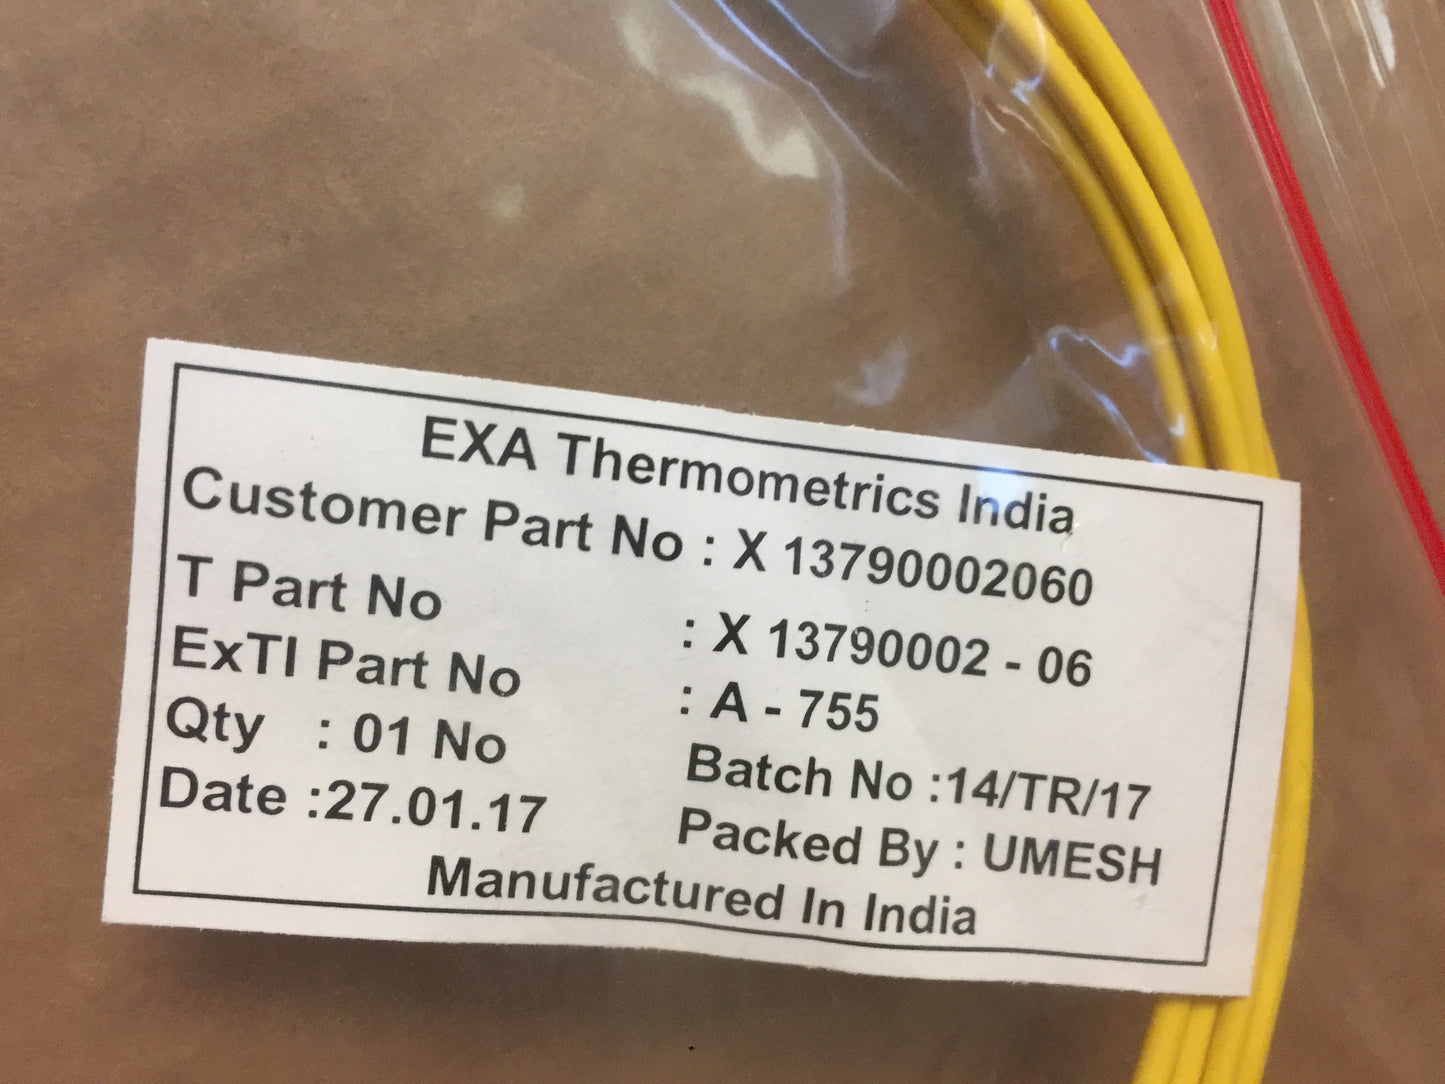 EXA Thermometrics India
Customer Part No : X 13790002060
T Part No : X 13790002 - 06
ExTI Part No : A - 755
Qty : 01 No Batch No :14/TR/17
Date :27.01.17 Packed By : UMESH
Manufactured In India